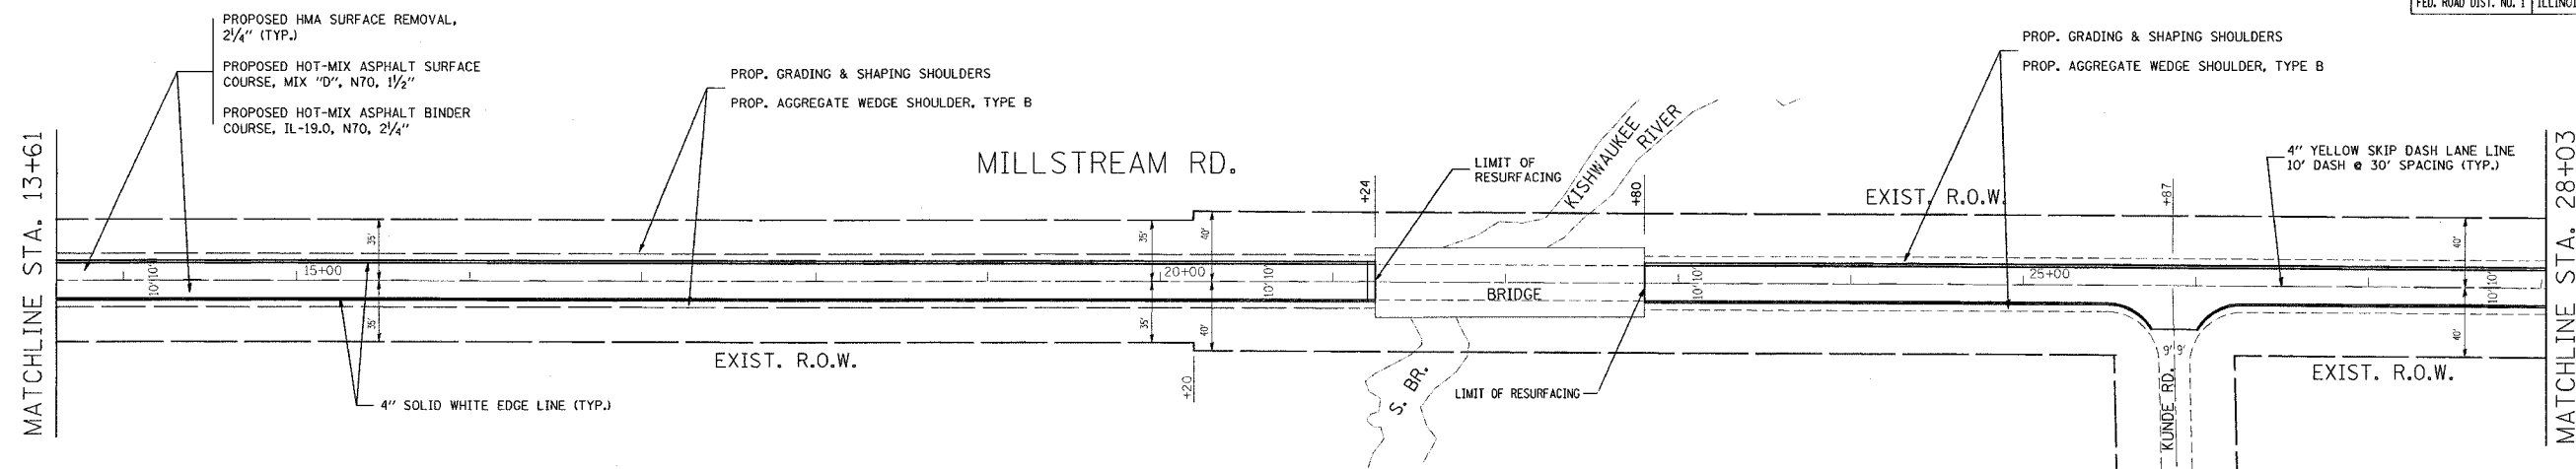 FED. ROAD DIST. NO. 1
PROPOSED HMA SURFACE REMOVAL,
2 1/4" (TYP.)
PROPOSED HOT-MIX ASPHALT SURFACE
COURSE, MIX "D", N70, 1 1/2"
PROPOSED HOT-MIX ASPHALT BINDER
COURSE, IL-19.0, N70, 2 1/4"
PROP. GRADING & SHAPING SHOULDERS
PROP. AGGREGATE WEDGE SHOULDER, TYPE B
PROP. GRADING & SHAPING SHOULDERS
PROP. AGGREGATE WEDGE SHOULDER, TYPE B
MATCHLINE STA. 13+61
MILLSTREAM RD.
LIMIT OF
RESURFACING
KISHWAUKEE
RIVER
4" YELLOW SKIP DASH LANE LINE
10' DASH @ 30' SPACING (TYP.)
MATCHLINE STA. 28+03
+24
+80
EXIST. R.O.W.
+87
35'
35'
40'
40'
10'
10'
15+00
20+00
10'
10'
10'
10'
25+00
10'
10'
BRIDGE
35'
35'
40'
40'
EXIST. R.O.W.
+20
S. BR.
LIMIT OF RESURFACING
9'
9'
KUNDE RD.
EXIST. R.O.W.
4" SOLID WHITE EDGE LINE (TYP.)